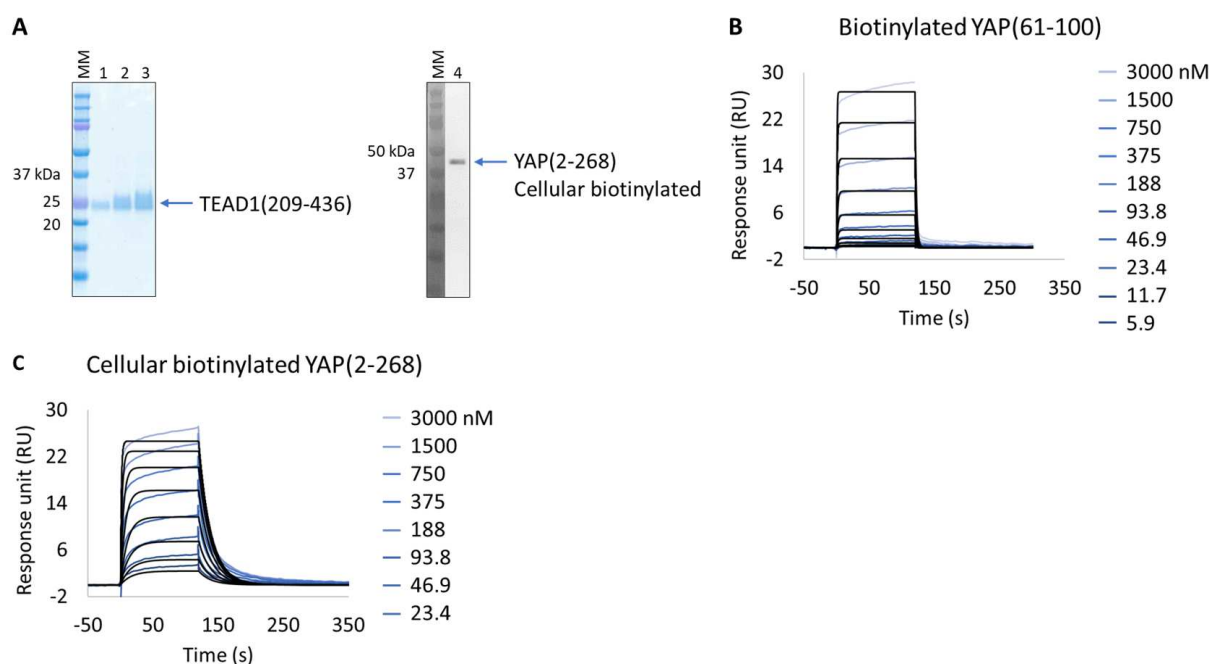 A
MM
1
2
3
37 kDa
25
20
TEAD1(209-436)
MM
4
50 kDa
37
YAP(2-268)
Cellular biotinylated
B
Biotinylated YAP(61-100)
Response unit (RU)
30
22
14
6
-2
-50
50
150
250
350
Time (s)
3000 nM
1500
750
375
188
93.8
46.9
23.4
11.7
5.9
C
Cellular biotinylated YAP(2-268)
Response unit (RU)
30
22
14
6
-2
-50
50
150
250
350
Time (s)
3000 nM
1500
750
375
188
93.8
46.9
23.4